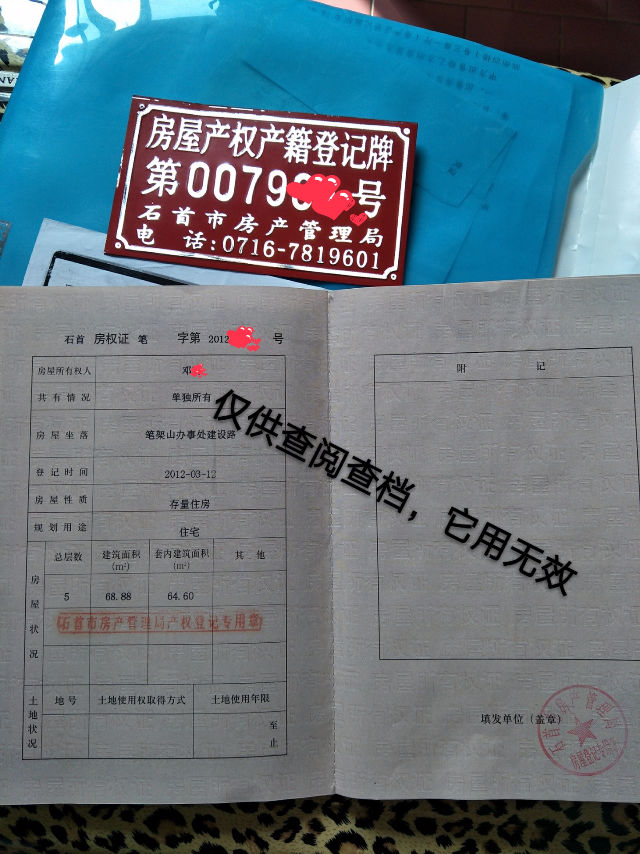 房屋产权产籍登记牌
第00790 号
石首市房产管理局
电 话:0716-7819601
石首 房权证 笔 字第 2012 号
房屋所有权人 邓
共有情况 单独所有
房屋坐落 笔架山办事处建设路
登记时间 2012-03-12
房屋性质 存量住房
规划用途 住宅
房屋状况
总层数 建筑面积(m²) 套内建筑面积(m²) 其他
5 68.88 64.60
石首市房产管理局产权登记专用章
土地状况
地号 土地使用权取得方式 土地使用年限
至
止
附 记
填发单位（盖章）
石首市房产管理局
仅供查阅查档，它用无效